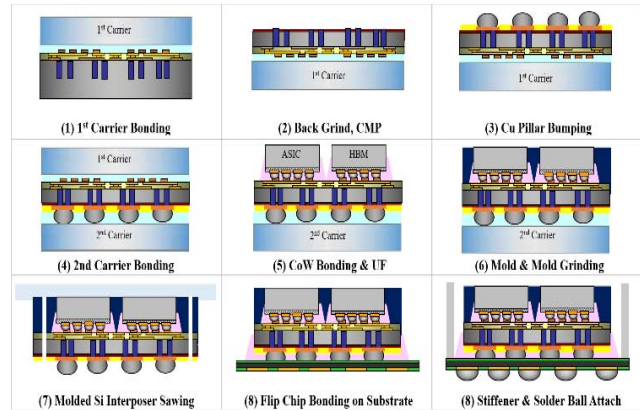 1st Carrier
(1) 1st Carrier Bonding
1st Carrier
(2) Back Grind, CMP
1st Carrier
(3) Cu Pillar Bumping
1st Carrier
2nd Carrier
(4) 2nd Carrier Bonding
ASIC HBM
2nd Carrier
(5) CoW Bonding & UF
2nd Carrier
(6) Mold & Mold Grinding
(7) Molded Si Interposer Sawing
(8) Flip Chip Bonding on Substrate
(8) Stiffener & Solder Ball Attach